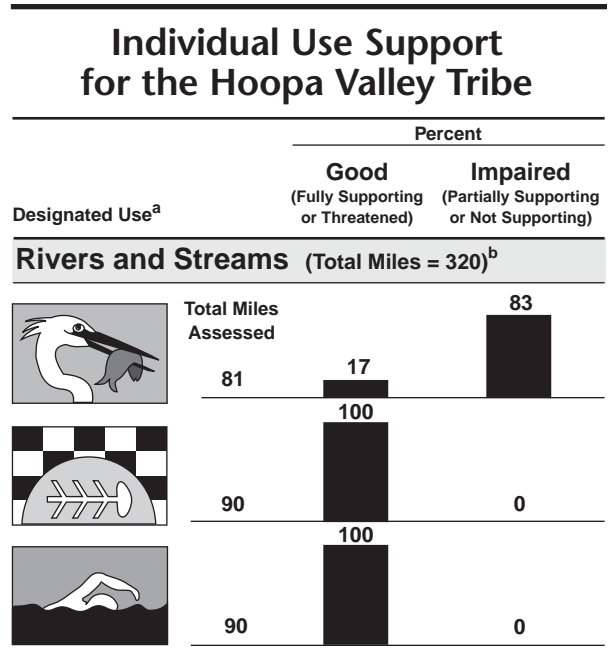 Individual Use Support
for the Hoopa Valley Tribe
Percent
Good
(Fully Supporting
or Threatened)
Impaired
(Partially Supporting
or Not Supporting)
Designated Useᵃ
Rivers and Streams (Total Miles = 320)ᵇ
Total Miles
Assessed
81
17
83
90
100
0
90
100
0